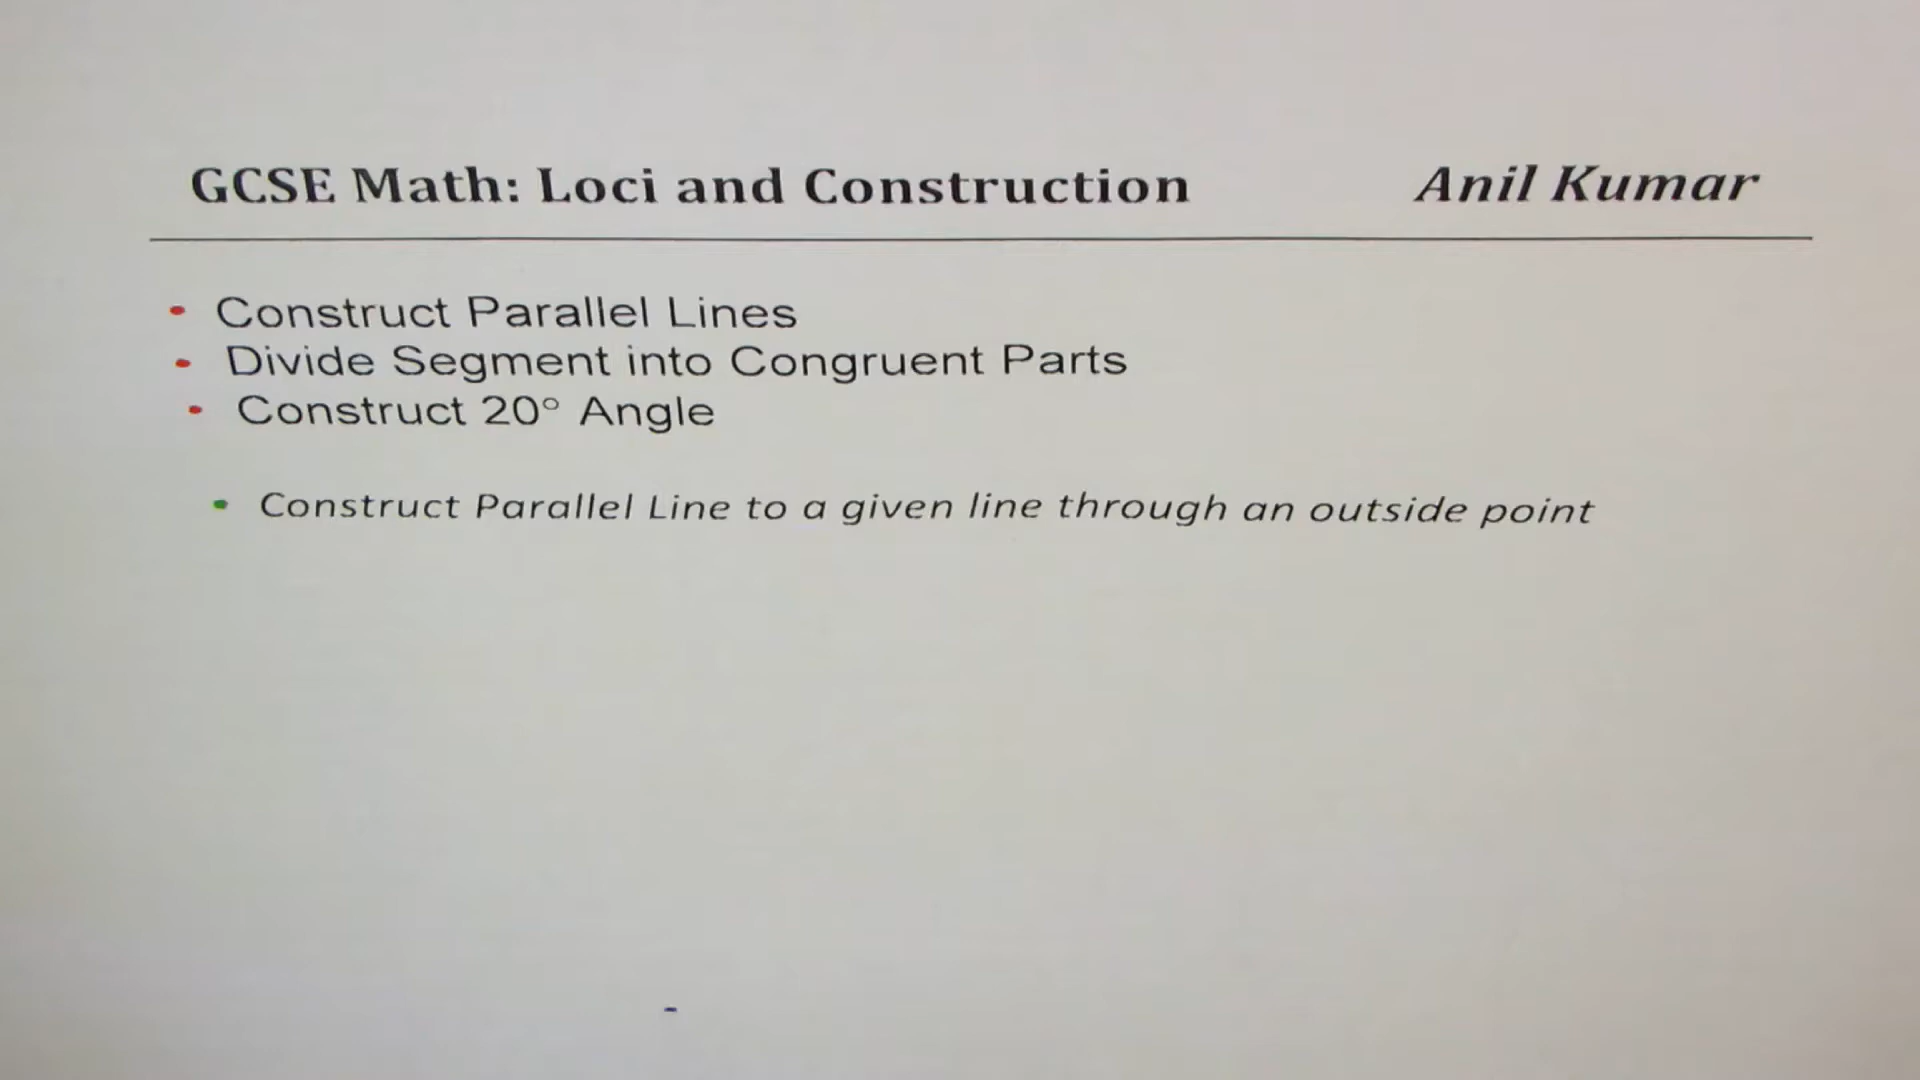 GCSE Math: Loci and Construction Anil Kumar
• Construct Parallel Lines
• Divide Segment into Congruent Parts
• Construct 20° Angle
• Construct Parallel Line to a given line through an outside point